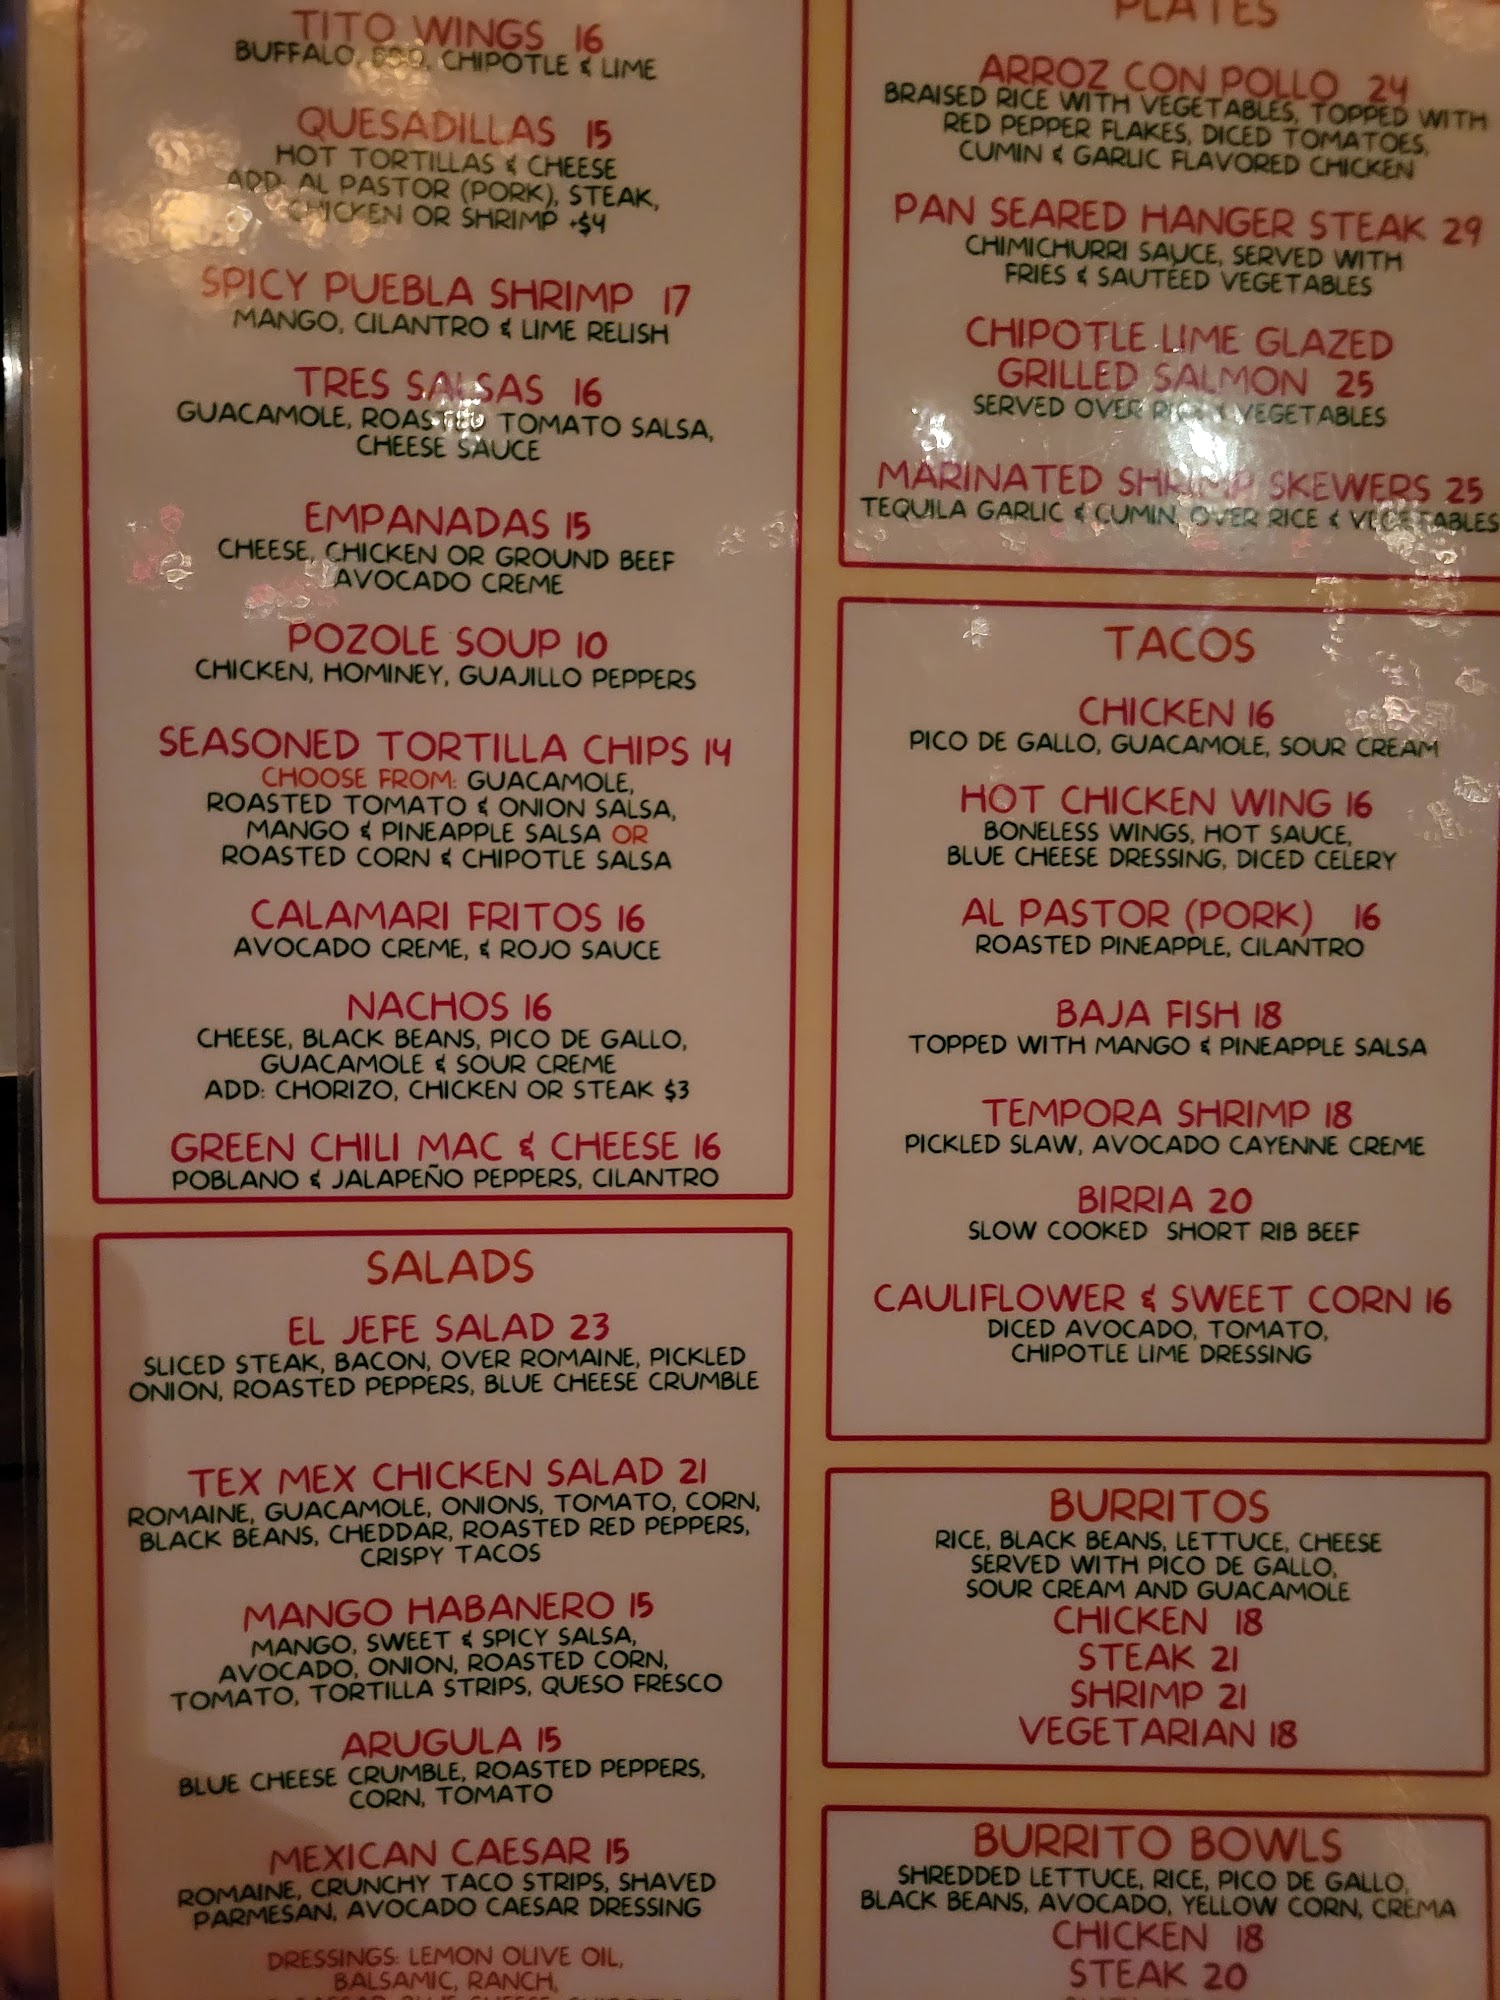 TITO WINGS 16
BUFFALO, BBQ, CHIPOTLE & LIME
QUESADILLAS 15
HOT TORTILLAS & CHEESE
ADD: AL PASTOR (PORK), STEAK,
CHICKEN OR SHRIMP +$4
SPICY PUEBLA SHRIMP 17
MANGO, CILANTRO & LIME RELISH
TRES SALSAS 16
GUACAMOLE, ROASTED TOMATO SALSA,
CHEESE SAUCE
EMPANADAS 15
CHEESE, CHICKEN OR GROUND BEEF
AVOCADO CREME
POZOLE SOUP 10
CHICKEN, HOMINEY, GUAJILLO PEPPERS
SEASONED TORTILLA CHIPS 14
CHOOSE FROM: GUACAMOLE,
ROASTED TOMATO & ONION SALSA,
MANGO & PINEAPPLE SALSA OR
ROASTED CORN & CHIPOTLE SALSA
CALAMARI FRITOS 16
AVOCADO CREME, & ROJO SAUCE
NACHOS 16
CHEESE, BLACK BEANS, PICO DE GALLO,
GUACAMOLE & SOUR CREME
ADD: CHORIZO, CHICKEN OR STEAK $3
GREEN CHILI MAC & CHEESE 16
POBLANO & JALAPEÑO PEPPERS, CILANTRO
SALADS
EL JEFE SALAD 23
SLICED STEAK, BACON, OVER ROMAINE, PICKLED
ONION, ROASTED PEPPERS, BLUE CHEESE CRUMBLE
TEX MEX CHICKEN SALAD 21
ROMAINE, GUACAMOLE, ONIONS, TOMATO, CORN,
BLACK BEANS, CHEDDAR, ROASTED RED PEPPERS,
CRISPY TACOS
MANGO HABANERO 15
MANGO, SWEET & SPICY SALSA,
AVOCADO, ONION, ROASTED CORN,
TOMATO, TORTILLA STRIPS, QUESO FRESCO
ARUGULA 15
BLUE CHEESE CRUMBLE, ROASTED PEPPERS,
CORN, TOMATO
MEXICAN CAESAR 15
ROMAINE, CRUNCHY TACO STRIPS, SHAVED
PARMESAN, AVOCADO CAESAR DRESSING
DRESSINGS: LEMON OLIVE OIL,
BALSAMIC, RANCH,
PLATES
ARROZ CON POLLO 24
BRAISED RICE WITH VEGETABLES, TOPPED WITH
RED PEPPER FLAKES, DICED TOMATOES,
CUMIN & GARLIC FLAVORED CHICKEN
PAN SEARED HANGER STEAK 29
CHIMICHURRI SAUCE, SERVED WITH
FRIES & SAUTEED VEGETABLES
CHIPOTLE LIME GLAZED
GRILLED SALMON 25
SERVED OVER RICE & VEGETABLES
MARINATED SHRIMP SKEWERS 25
TEQUILA GARLIC & CUMIN, OVER RICE & VEGETABLES
TACOS
CHICKEN 16
PICO DE GALLO, GUACAMOLE, SOUR CREAM
HOT CHICKEN WING 16
BONELESS WINGS, HOT SAUCE,
BLUE CHEESE DRESSING, DICED CELERY
AL PASTOR (PORK) 16
ROASTED PINEAPPLE, CILANTRO
BAJA FISH 18
TOPPED WITH MANGO & PINEAPPLE SALSA
TEMPORA SHRIMP 18
PICKLED SLAW, AVOCADO CAYENNE CREME
BIRRIA 20
SLOW COOKED SHORT RIB BEEF
CAULIFLOWER & SWEET CORN 16
DICED AVOCADO, TOMATO,
CHIPOTLE LIME DRESSING
BURRITOS
RICE, BLACK BEANS, LETTUCE, CHEESE
SERVED WITH PICO DE GALLO,
SOUR CREAM AND GUACAMOLE
CHICKEN 18
STEAK 21
SHRIMP 21
VEGETARIAN 18
BURRITO BOWLS
SHREDDED LETTUCE, RICE, PICO DE GALLO,
BLACK BEANS, AVOCADO, YELLOW CORN, CREMA
CHICKEN 18
STEAK 20